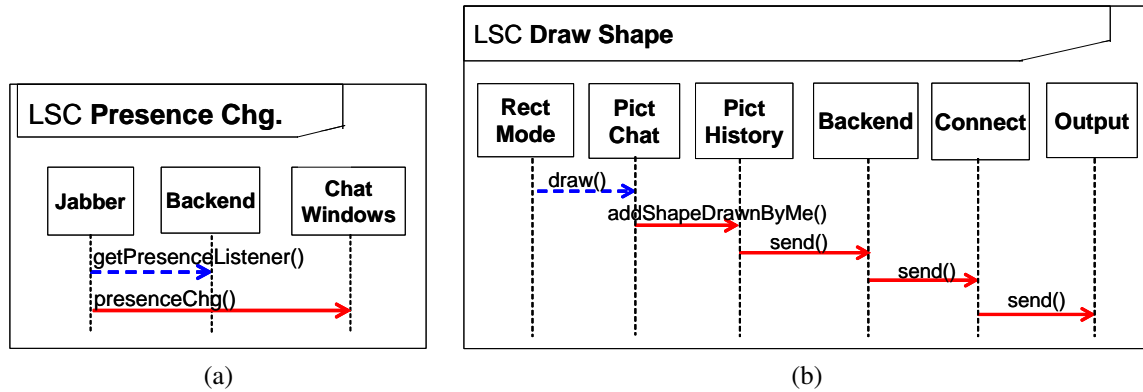 LSC Presence Chg.
Jabber
Backend
Chat
Windows
getPresenceListener()
presenceChg()
(a)
LSC Draw Shape
Rect
Mode
Pict
Chat
Pict
History
Backend
Connect
Output
draw()
addShapeDrawnByMe()
send()
send()
send()
(b)